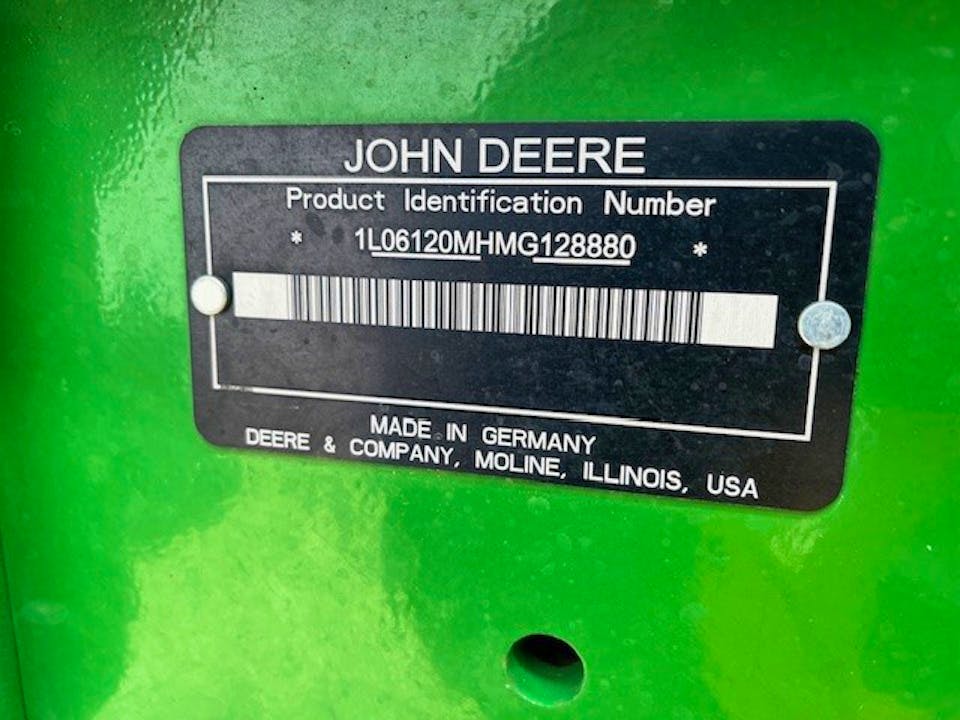 JOHN DEERE
Product Identification Number
* 1L06120MHMG128880 *
MADE IN GERMANY
DEERE & COMPANY, MOLINE, ILLINOIS, USA